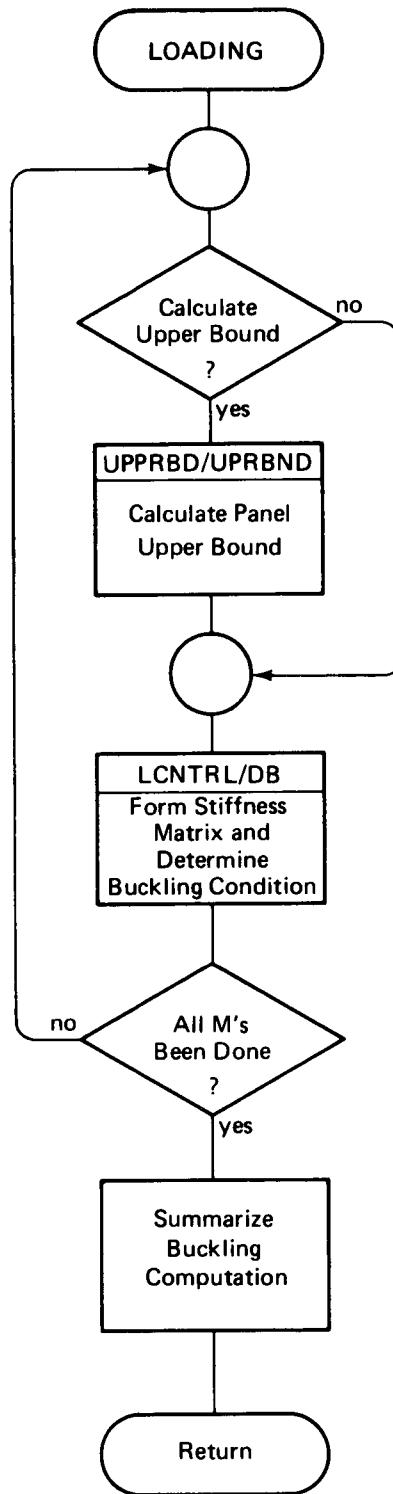 LOADING
Calculate
Upper Bound
?
no
yes
UPPRBD/UPRBND
Calculate Panel
Upper Bound
LCNTRL/DB
Form Stiffness
Matrix and
Determine
Buckling Condition
no
All M's
Been Done
?
yes
Summarize
Buckling
Computation
Return